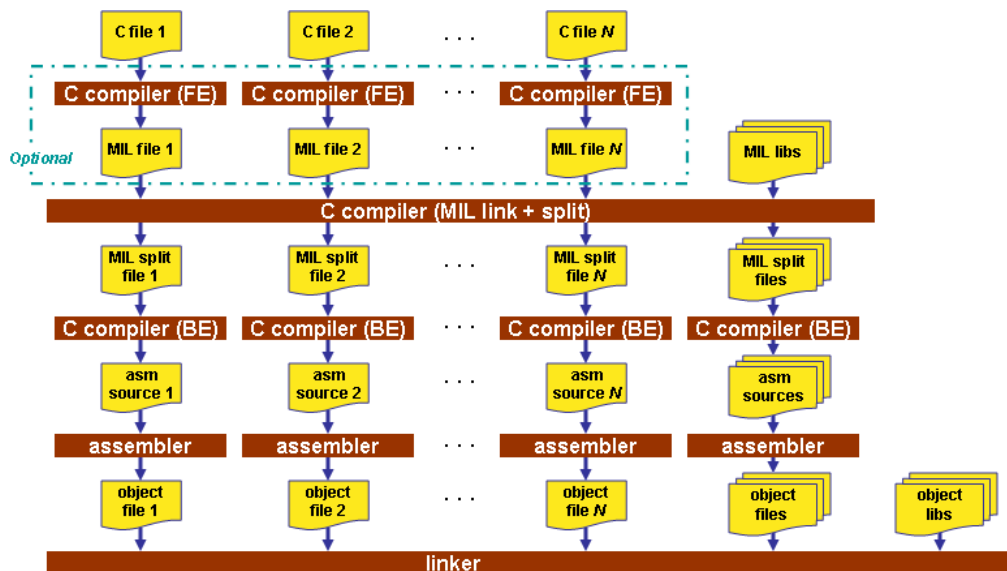 C file 1
C file 2
. . .
C file N
C compiler (FE)
C compiler (FE)
. . .
C compiler (FE)
Optional
MIL file 1
MIL file 2
. . .
MIL file N
MIL libs
C compiler (MIL link + split)
MIL split
file 1
MIL split
file 2
. . .
MIL split
file N
MIL split
files
C compiler (BE)
C compiler (BE)
. . .
C compiler (BE)
C compiler (BE)
asm
source 1
asm
source 2
. . .
asm
source N
asm
sources
assembler
assembler
. . .
assembler
assembler
object
file 1
object
file 2
. . .
object
file N
object
files
object
libs
linker